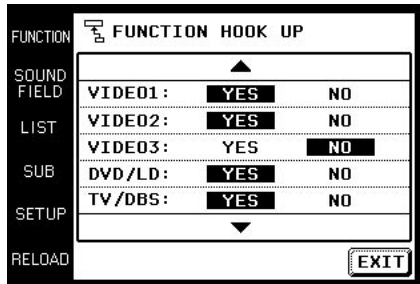 FUNCTION HOOK UP
FUNCTION
SOUND
FIELD
LIST
SUB
SETUP
RELOAD
VIDEO1: YES NO
VIDEO2: YES NO
VIDEO3: YES NO
DVD/LD: YES NO
TV/DBS: YES NO
EXIT